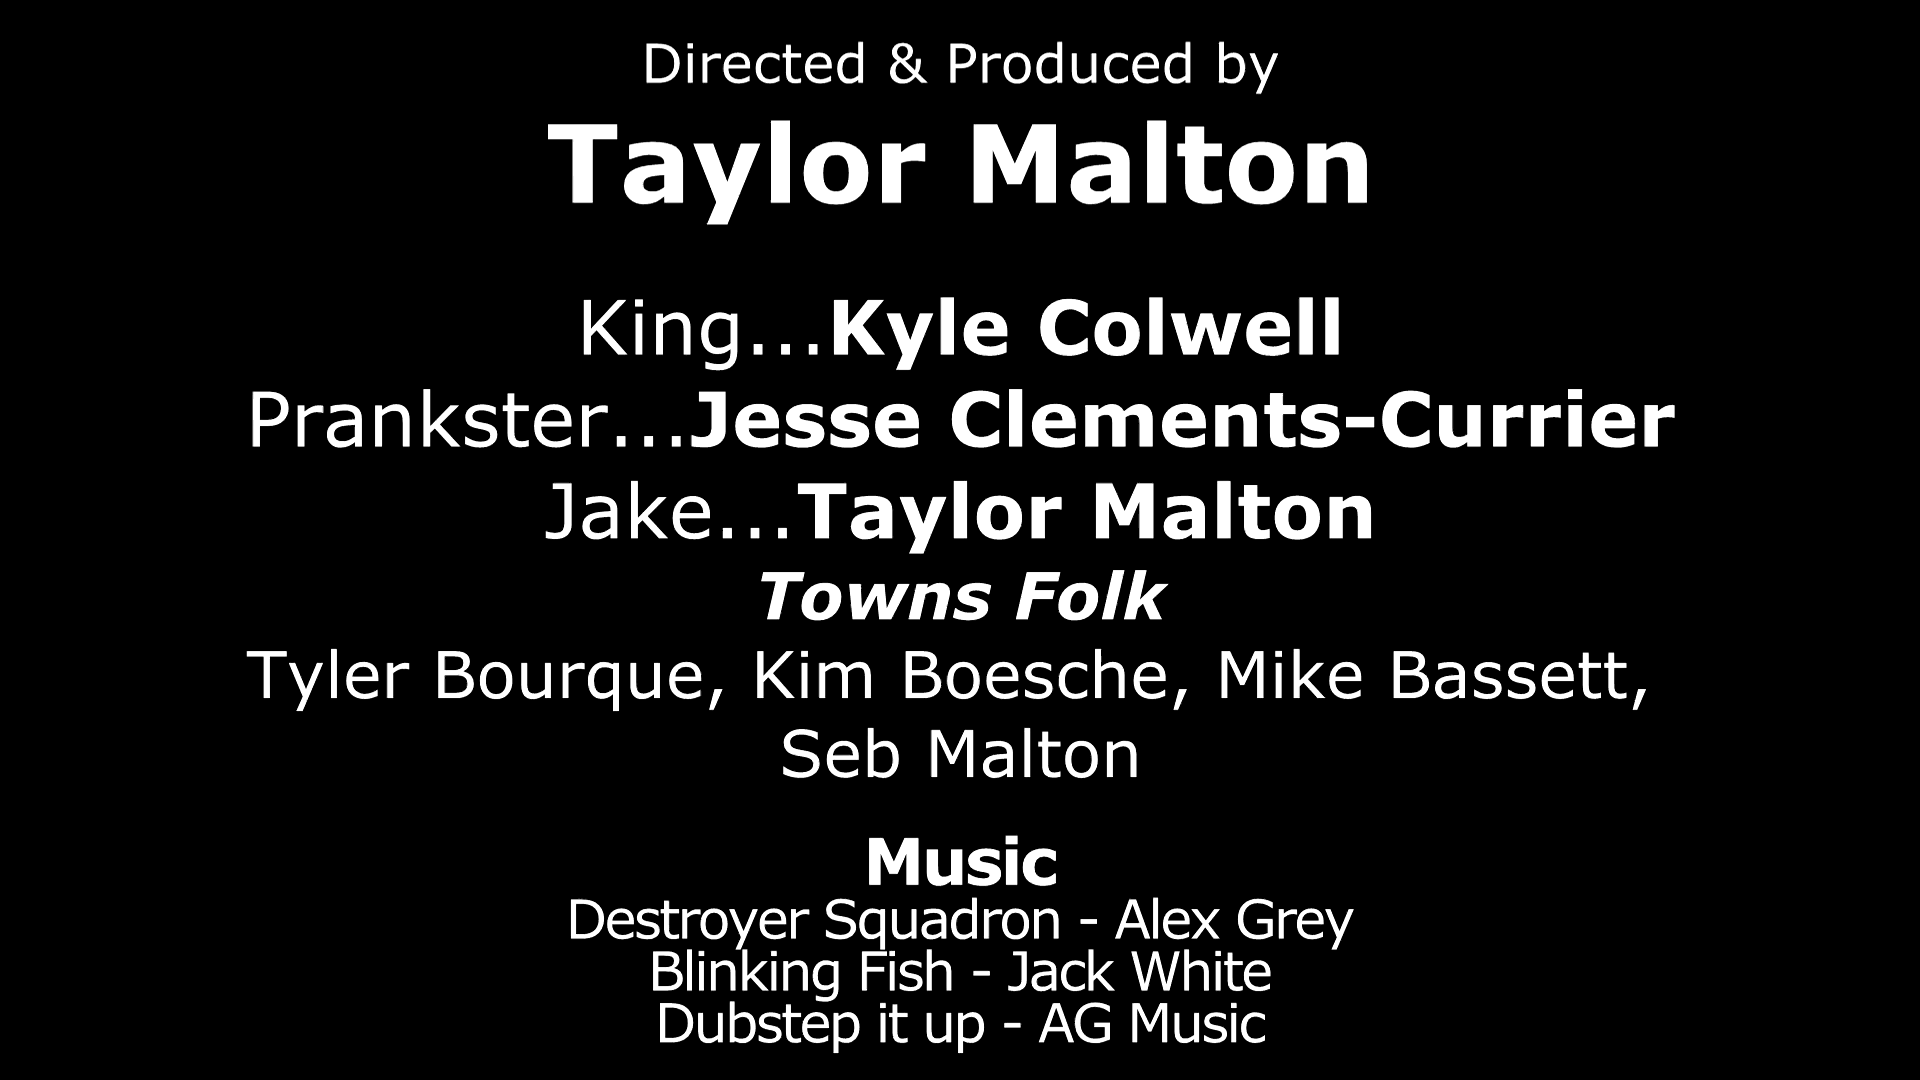 Directed & Produced by
Taylor Malton
King...Kyle Colwell
Prankster...Jesse Clements-Currier
Jake...Taylor Malton
Towns Folk
Tyler Bourque, Kim Boesche, Mike Bassett,
Seb Malton
Music
Destroyer Squadron - Alex Grey
Blinking Fish - Jack White
Dubstep it up - AG Music